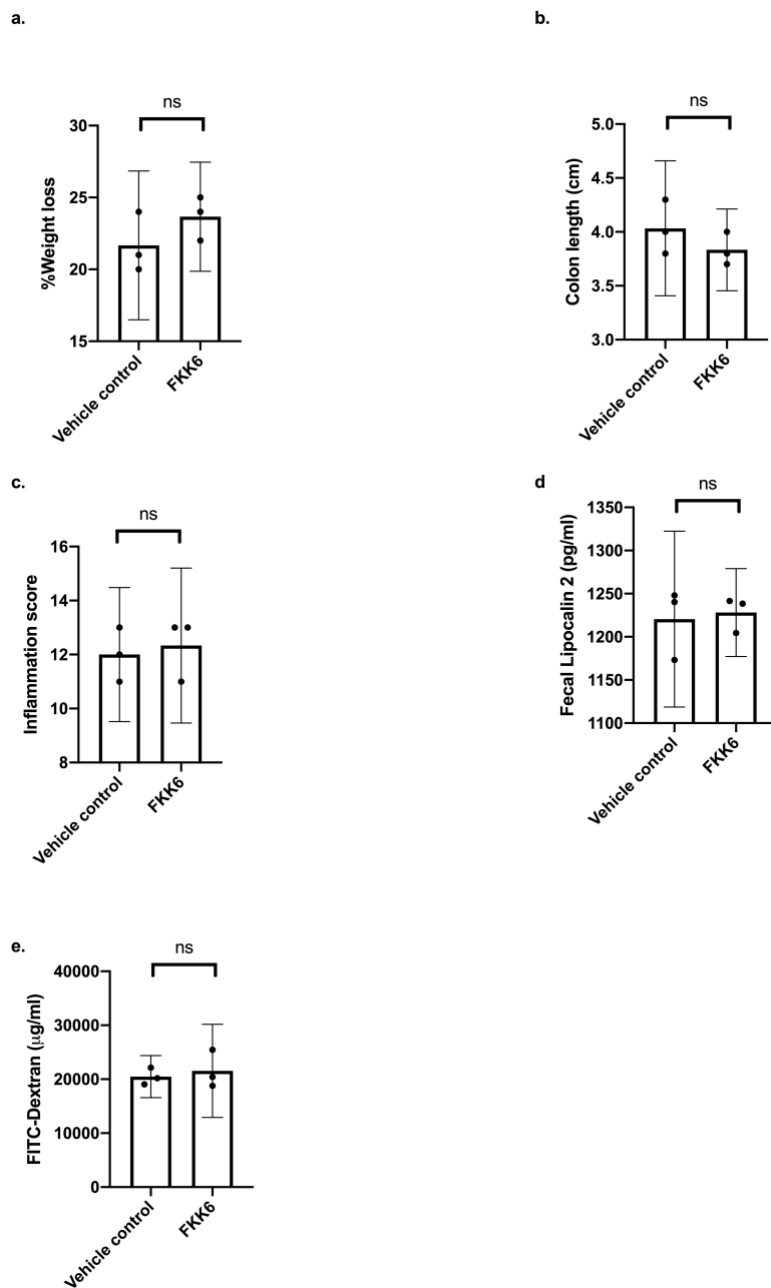 a.
ns
30
25
20
15
%Weight loss
Vehicle control
FKK6
b.
ns
5.0
4.5
4.0
3.5
3.0
Colon length (cm)
Vehicle control
FKK6
c.
ns
16
14
12
10
8
Inflammation score
Vehicle control
FKK6
d
ns
1350
1300
1250
1200
1150
1100
Fecal Lipocalin 2 (pg/ml)
Vehicle control
FKK6
e.
ns
40000
30000
20000
10000
0
FITC-Dextran (μg/ml)
Vehicle control
FKK6